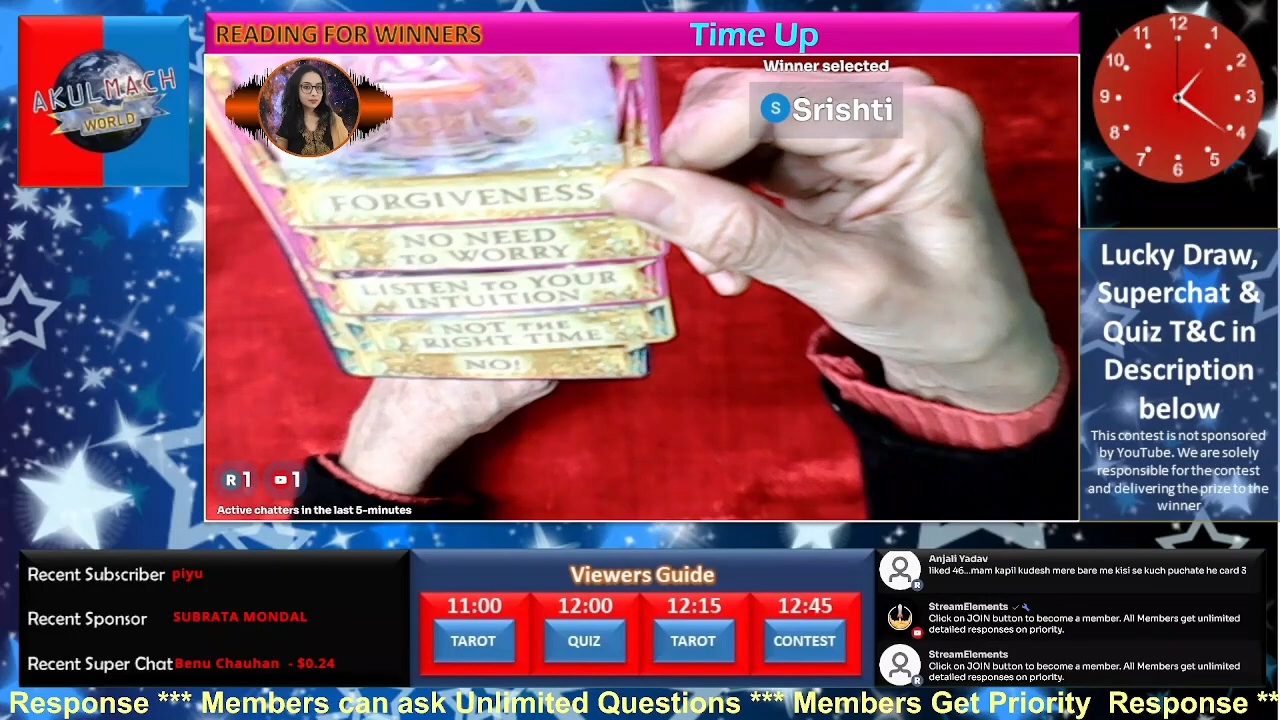 AKULMACH
WORLD
READING FOR WINNERS
Time Up
Winner selected
S Srishti
12
1
2
3
4
5
6
7
8
9
10
11
FORGIVENESS
NO NEED
TO WORRY
LISTEN TO YOUR
INTUITION
NOT THE
RIGHT TIME
NO!
R 1 1
Active chatters in the last 5-minutes
Lucky Draw,
Superchat &
Quiz T&C in
Description
below
This contest is not sponsored
by YouTube. We are solely
responsible for the contest
and delivering the prize to the
winner
Recent Subscriber piyu
Recent Sponsor SUBRATA MONDAL
Recent Super Chat Benu Chauhan - $0.24
Viewers Guide
11:00 12:00 12:15 12:45
TAROT QUIZ TAROT CONTEST
Anjali Yadav
liked 46...mam kapil kudesh mere bare me kisi se kuch puchate he card 3
R
StreamElements
Click on JOIN button to become a member. All Members get unlimited
detailed responses on priority.
StreamElements
Click on JOIN button to become a member. All Members get unlimited
detailed responses on priority.
R
Response *** Members can ask Unlimited Questions *** Members Get Priority Response **